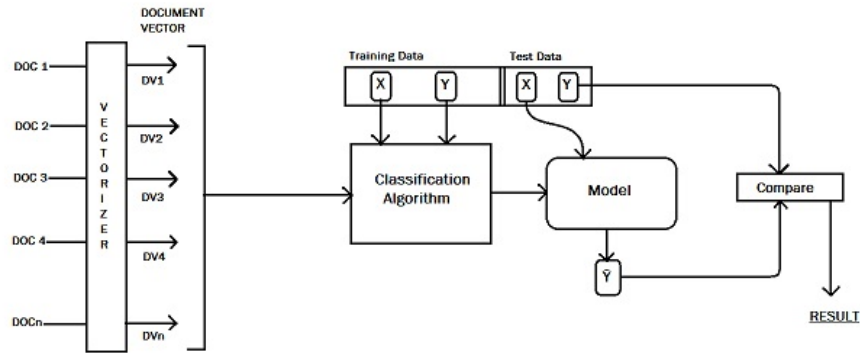 DOCUMENT
VECTOR
Training Data
Test Data
X
Y
X
Y
DOC 1
DV1
DOC 2
DV2
DOC 3
DV3
DOC 4
DV4
DOCn
DVn
VECTORIZER
Classification
Algorithm
Model
Compare
Ŷ
RESULT